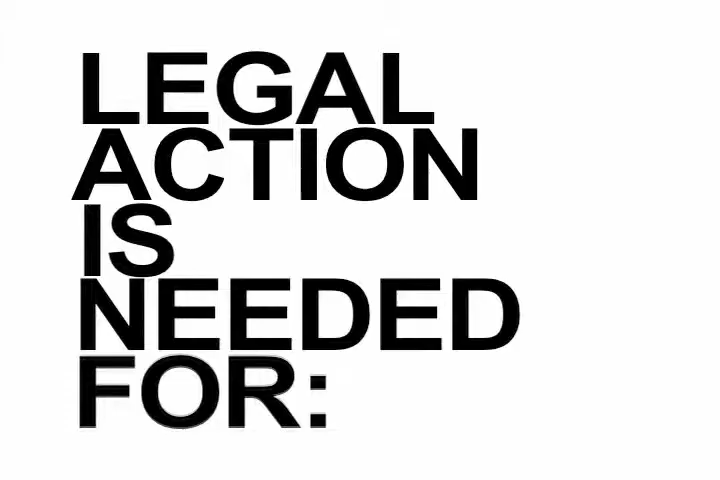 LEGAL
ACTION
IS
NEEDED
FOR: